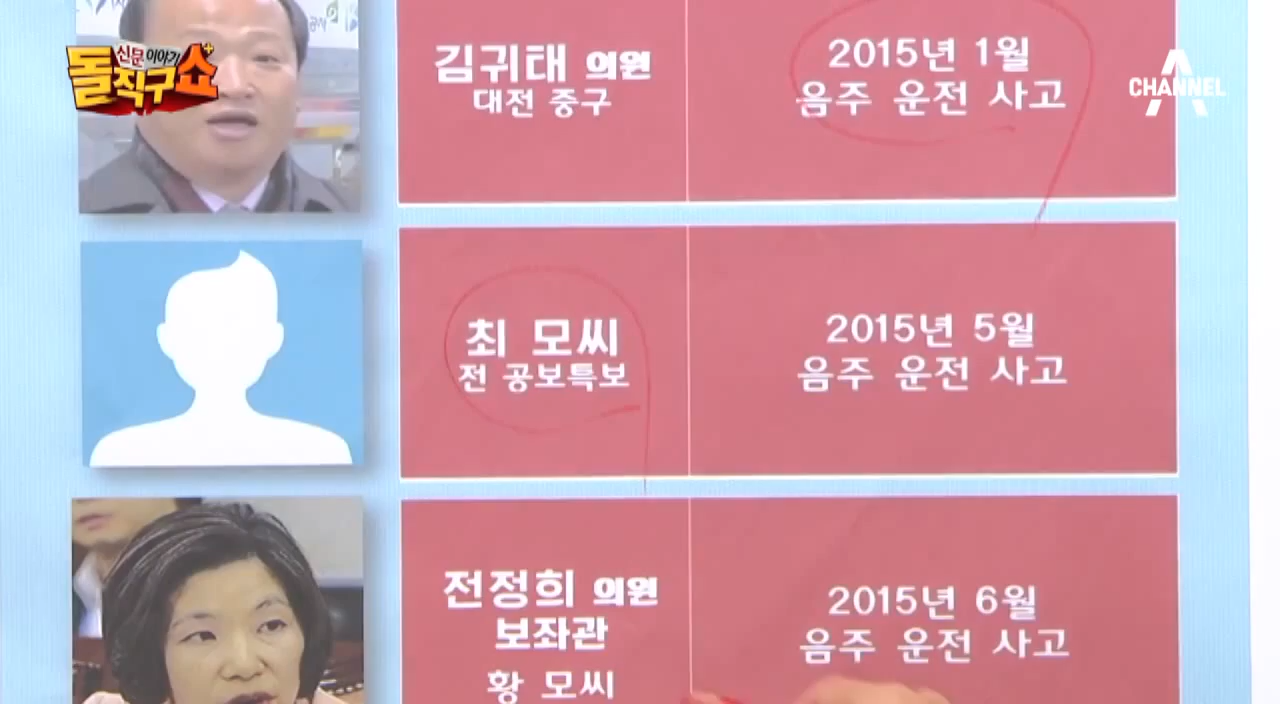 신문이야기
돌직구쇼+
CHANNEL A
김귀태 의원
대전 중구
2015년 1월
음주 운전 사고
최 모씨
전 공보특보
2015년 5월
음주 운전 사고
전정희 의원
보좌관
황 모씨
2015년 6월
음주 운전 사고